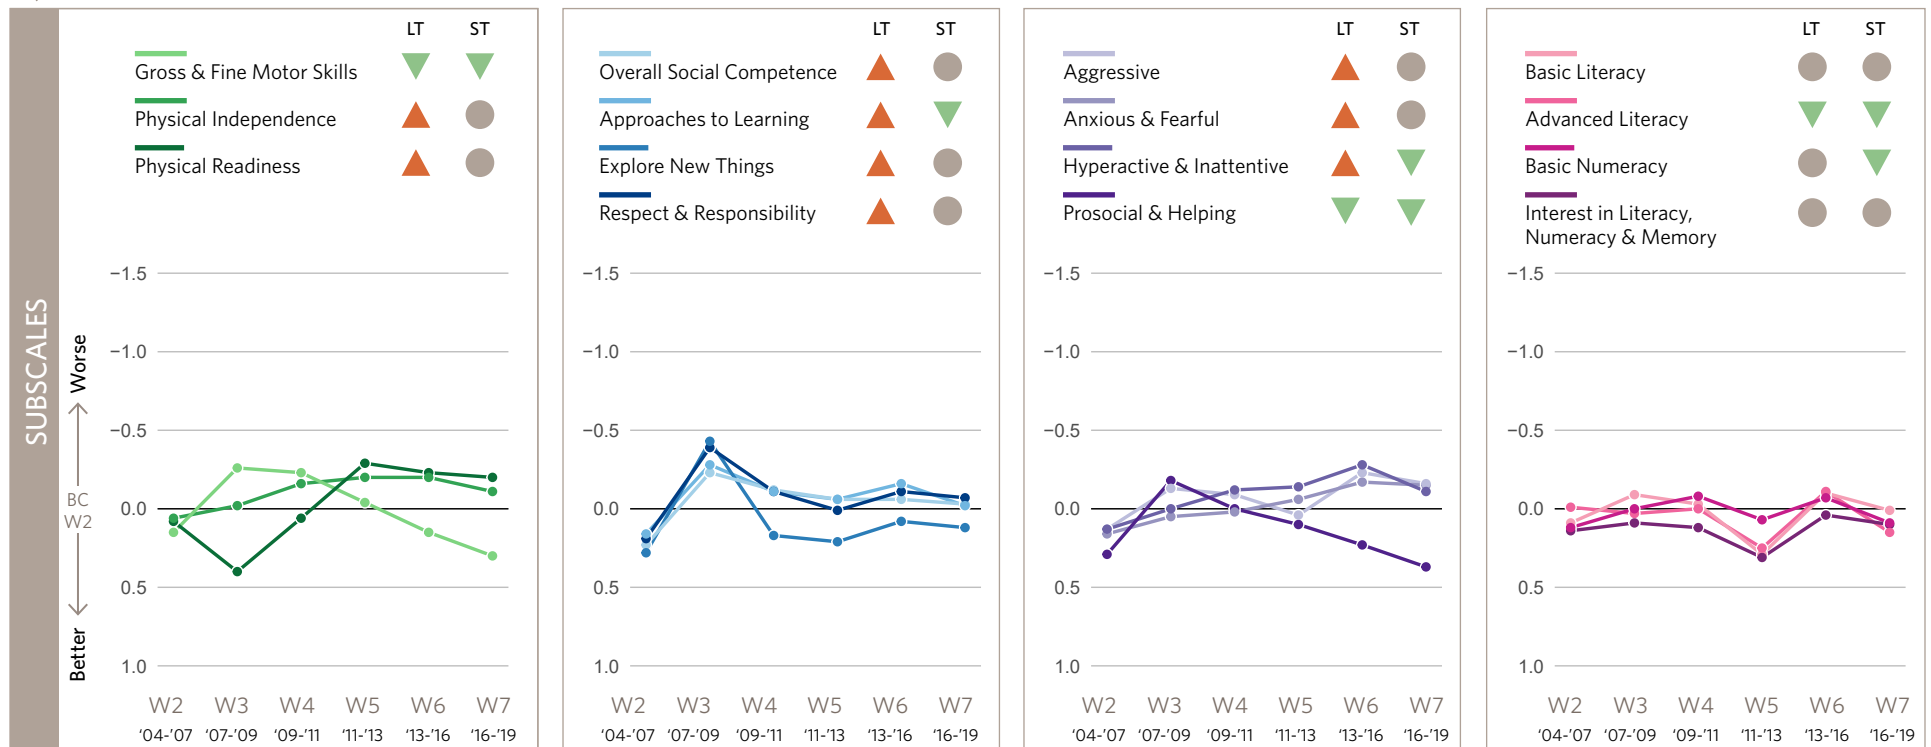 SUBSCALES
Worse
BC
W2
Better
LT ST
Gross & Fine Motor Skills
Physical Independence
Physical Readiness
−1.5
−1.0
−0.5
0.0
0.5
1.0
W2 W3 W4 W5 W6 W7
‘04-’07 ‘07-‘09 ‘09-‘11 ‘11-‘13 ‘13-‘16 ‘16-‘19
LT ST
Overall Social Competence
Approaches to Learning
Explore New Things
Respect & Responsibility
−1.5
−1.0
−0.5
0.0
0.5
1.0
W2 W3 W4 W5 W6 W7
‘04-’07 ‘07-‘09 ‘09-‘11 ‘11-‘13 ‘13-‘16 ‘16-‘19
LT ST
Aggressive
Anxious & Fearful
Hyperactive & Inattentive
Prosocial & Helping
−1.5
−1.0
−0.5
0.0
0.5
1.0
W2 W3 W4 W5 W6 W7
‘04-’07 ‘07-‘09 ‘09-‘11 ‘11-‘13 ‘13-‘16 ‘16-‘19
LT ST
Basic Literacy
Advanced Literacy
Basic Numeracy
Interest in Literacy,
Numeracy & Memory
−1.5
−1.0
−0.5
0.0
0.5
1.0
W2 W3 W4 W5 W6 W7
‘04-’07 ‘07-‘09 ‘09-‘11 ‘11-‘13 ‘13-‘16 ‘16-‘19